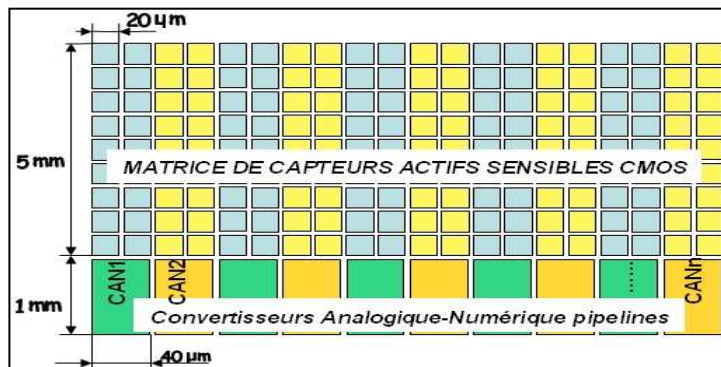 20 µm
5 mm
MATRICE DE CAPTEURS ACTIFS SENSIBLES CMOS
CAN1
CAN2
CANn
1 mm
Convertisseurs Analogique-Numérique pipelines
40 µm